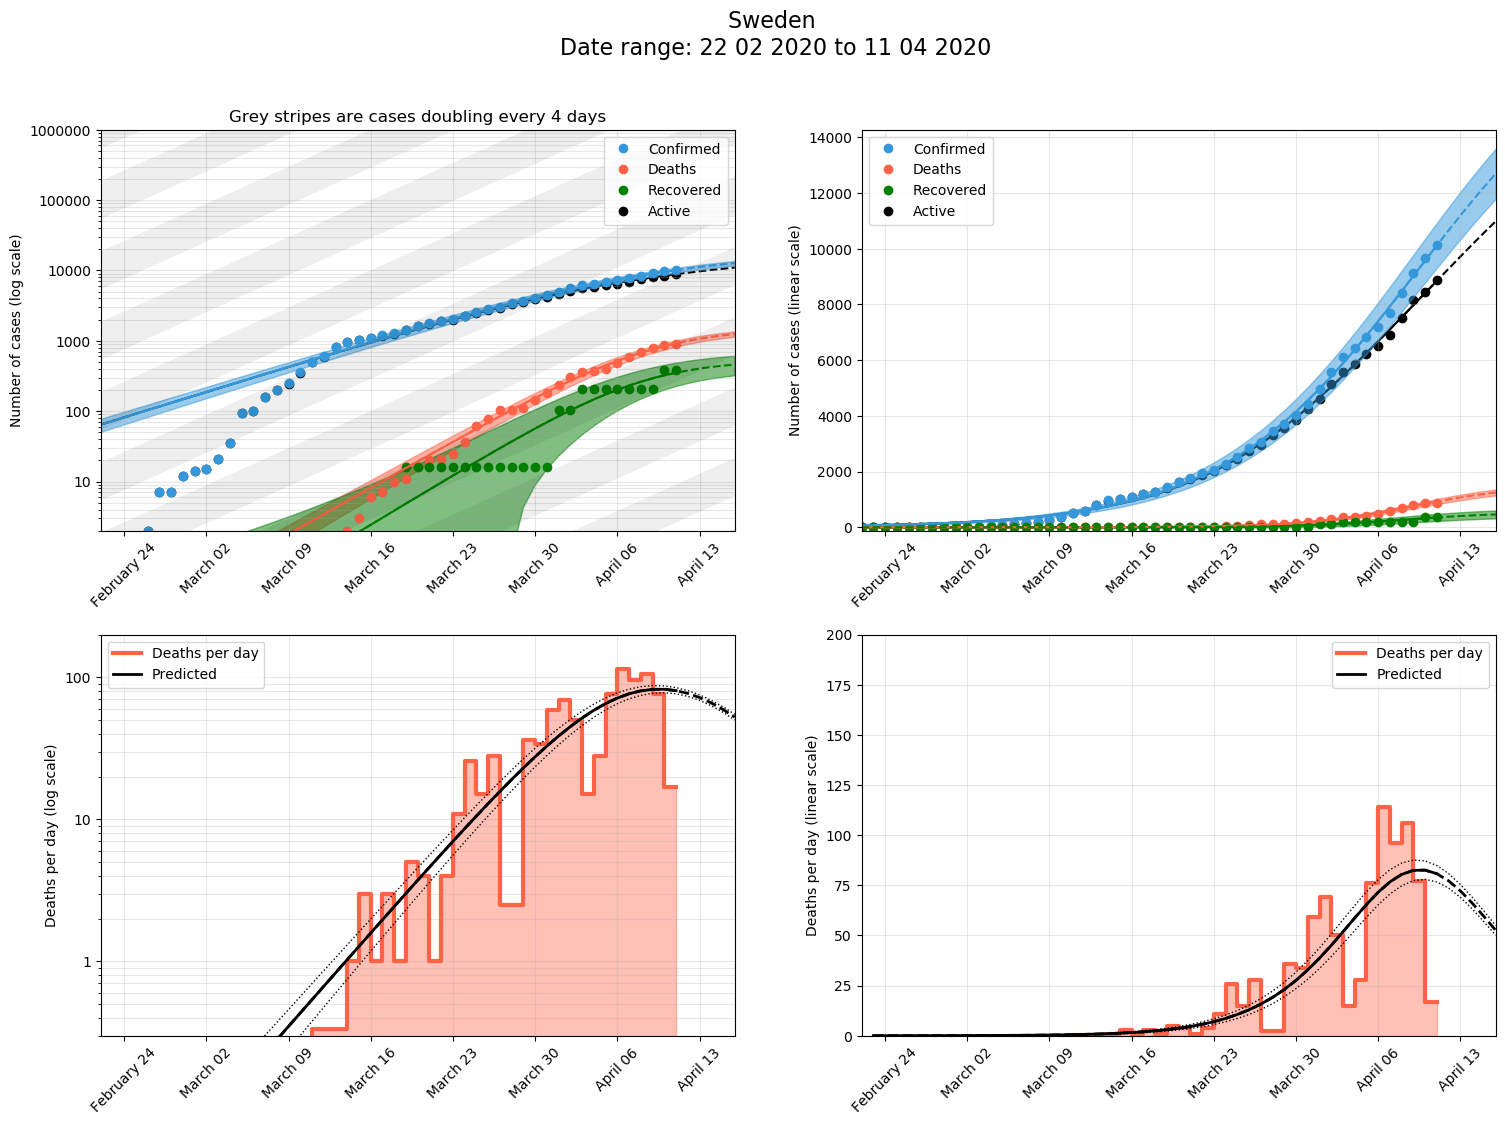 Sweden
Date range: 22 02 2020 to 11 04 2020
Grey stripes are cases doubling every 4 days
Number of cases (log scale)
1000000
100000
10000
1000
100
10
Confirmed
Deaths
Recovered
Active
February 24
March 02
March 09
March 16
March 23
March 30
April 06
April 13
Number of cases (linear scale)
14000
12000
10000
8000
6000
4000
2000
0
Confirmed
Deaths
Recovered
Active
February 24
March 02
March 09
March 16
March 23
March 30
April 06
April 13
Deaths per day (log scale)
100
10
1
Deaths per day
Predicted
February 24
March 02
March 09
March 16
March 23
March 30
April 06
April 13
Deaths per day (linear scale)
200
175
150
125
100
75
50
25
0
Deaths per day
Predicted
February 24
March 02
March 09
March 16
March 23
March 30
April 06
April 13